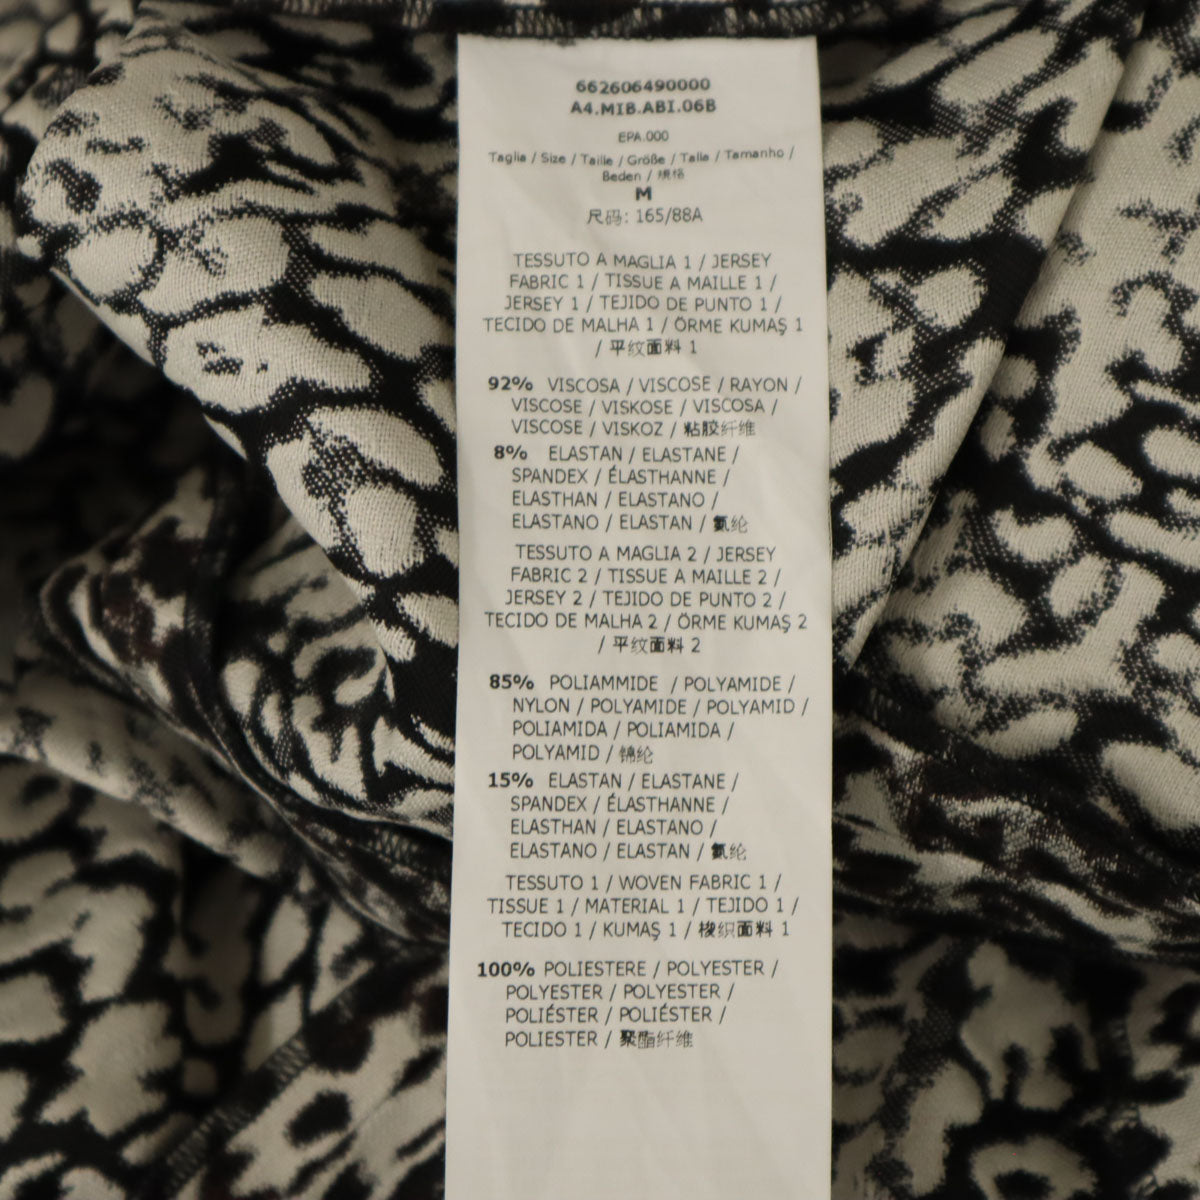 662606490000
A4.MIB.ABI.06B
EPA.000
Taglia / Size / Taille / Größe / Talla / Tamanho /
Beden / 规格
M
尺码: 165/88A
TESSUTO A MAGLIA 1 / JERSEY
FABRIC 1 / TISSUE A MAILLE 1 /
JERSEY 1 / TEJIDO DE PUNTO 1 /
TECIDO DE MALHA 1 / ÖRME KUMAŞ 1
/ 平纹面料 1
92% VISCOSA / VISCOSE / RAYON /
VISCOSE / VISKOSE / VISCOSA /
VISCOSE / VISKOZ / 粘胶纤维
8% ELASTAN / ELASTANE /
SPANDEX / ÉLASTHANNE /
ELASTHAN / ELASTANO /
ELASTANO / ELASTAN / 氨纶
TESSUTO A MAGLIA 2 / JERSEY
FABRIC 2 / TISSUE A MAILLE 2 /
JERSEY 2 / TEJIDO DE PUNTO 2 /
TECIDO DE MALHA 2 / ÖRME KUMAŞ 2
/ 平纹面料 2
85% POLIAMMIDE / POLYAMIDE /
NYLON / POLYAMIDE / POLYAMID /
POLIAMIDA / POLIAMIDA /
POLYAMID / 锦纶
15% ELASTAN / ELASTANE /
SPANDEX / ÉLASTHANNE /
ELASTHAN / ELASTANO /
ELASTANO / ELASTAN / 氨纶
TESSUTO 1 / WOVEN FABRIC 1 /
TISSUE 1 / MATERIAL 1 / TEJIDO 1 /
TECIDO 1 / KUMAŞ 1 / 梭织面料 1
100% POLIESTERE / POLYESTER /
POLYESTER / POLYESTER /
POLIÉSTER / POLIÉSTER /
POLIESTER / 聚酯纤维